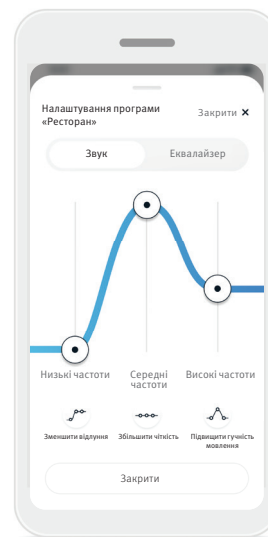 Налаштування програми
«Ресторан»
Закрити ×
Звук
Еквалайзер
Низькі частоти
Середні
частоти
Високі частоти
Зменшити відлуння
Збільшити чіткість
Підвищити гучність
мовлення
Закрити